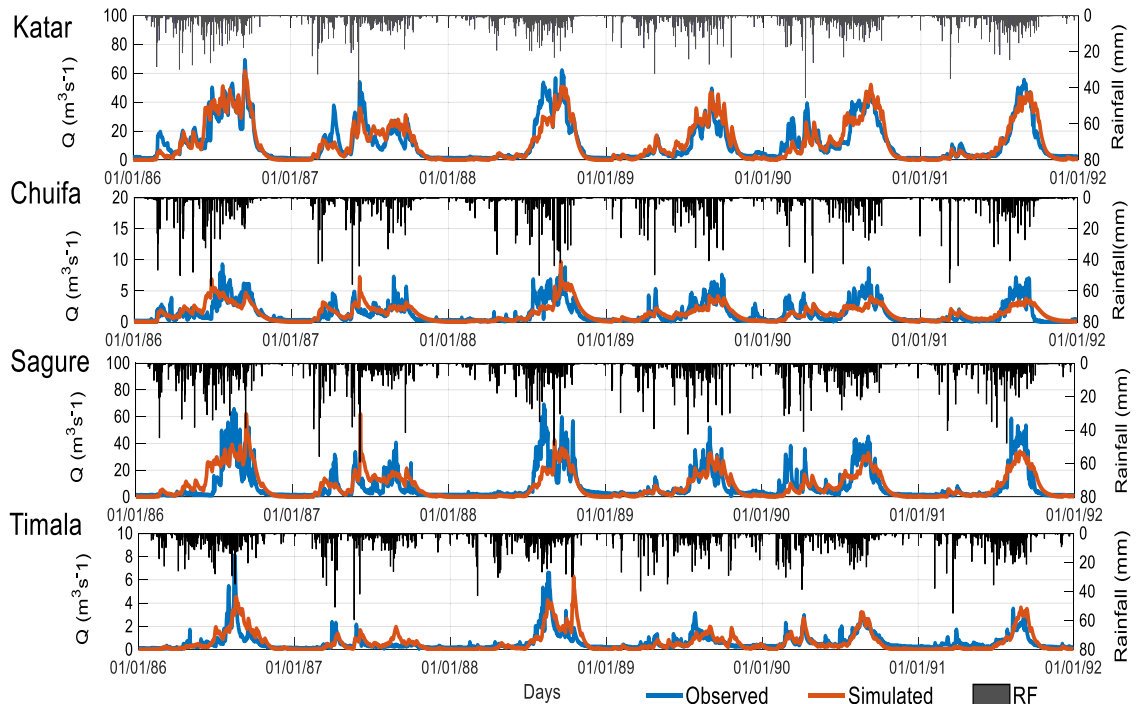 Katar
Q (m³s-1)
100
80
60
40
20
0
0
20
40
60
80
Rainfall (mm)
01/01/86 01/01/87 01/01/88 01/01/89 01/01/90 01/01/91 01/01/92
Chuifa
Q (m³s-1)
20
15
10
5
0
0
20
40
60
80
Rainfall(mm)
01/01/86 01/01/87 01/01/88 01/01/89 01/01/90 01/01/91 01/01/92
Sagure
Q (m³s-1)
100
80
60
40
20
0
0
20
40
60
80
Rainfall (mm)
01/01/86 01/01/87 01/01/88 01/01/89 01/01/90 01/01/91 01/01/92
Timala
Q (m³s-1)
10
8
6
4
2
0
0
20
40
60
80
Rainfall (mm)
01/01/86 01/01/87 01/01/88 01/01/89 01/01/90 01/01/91 01/01/92
Days
Observed Simulated RF